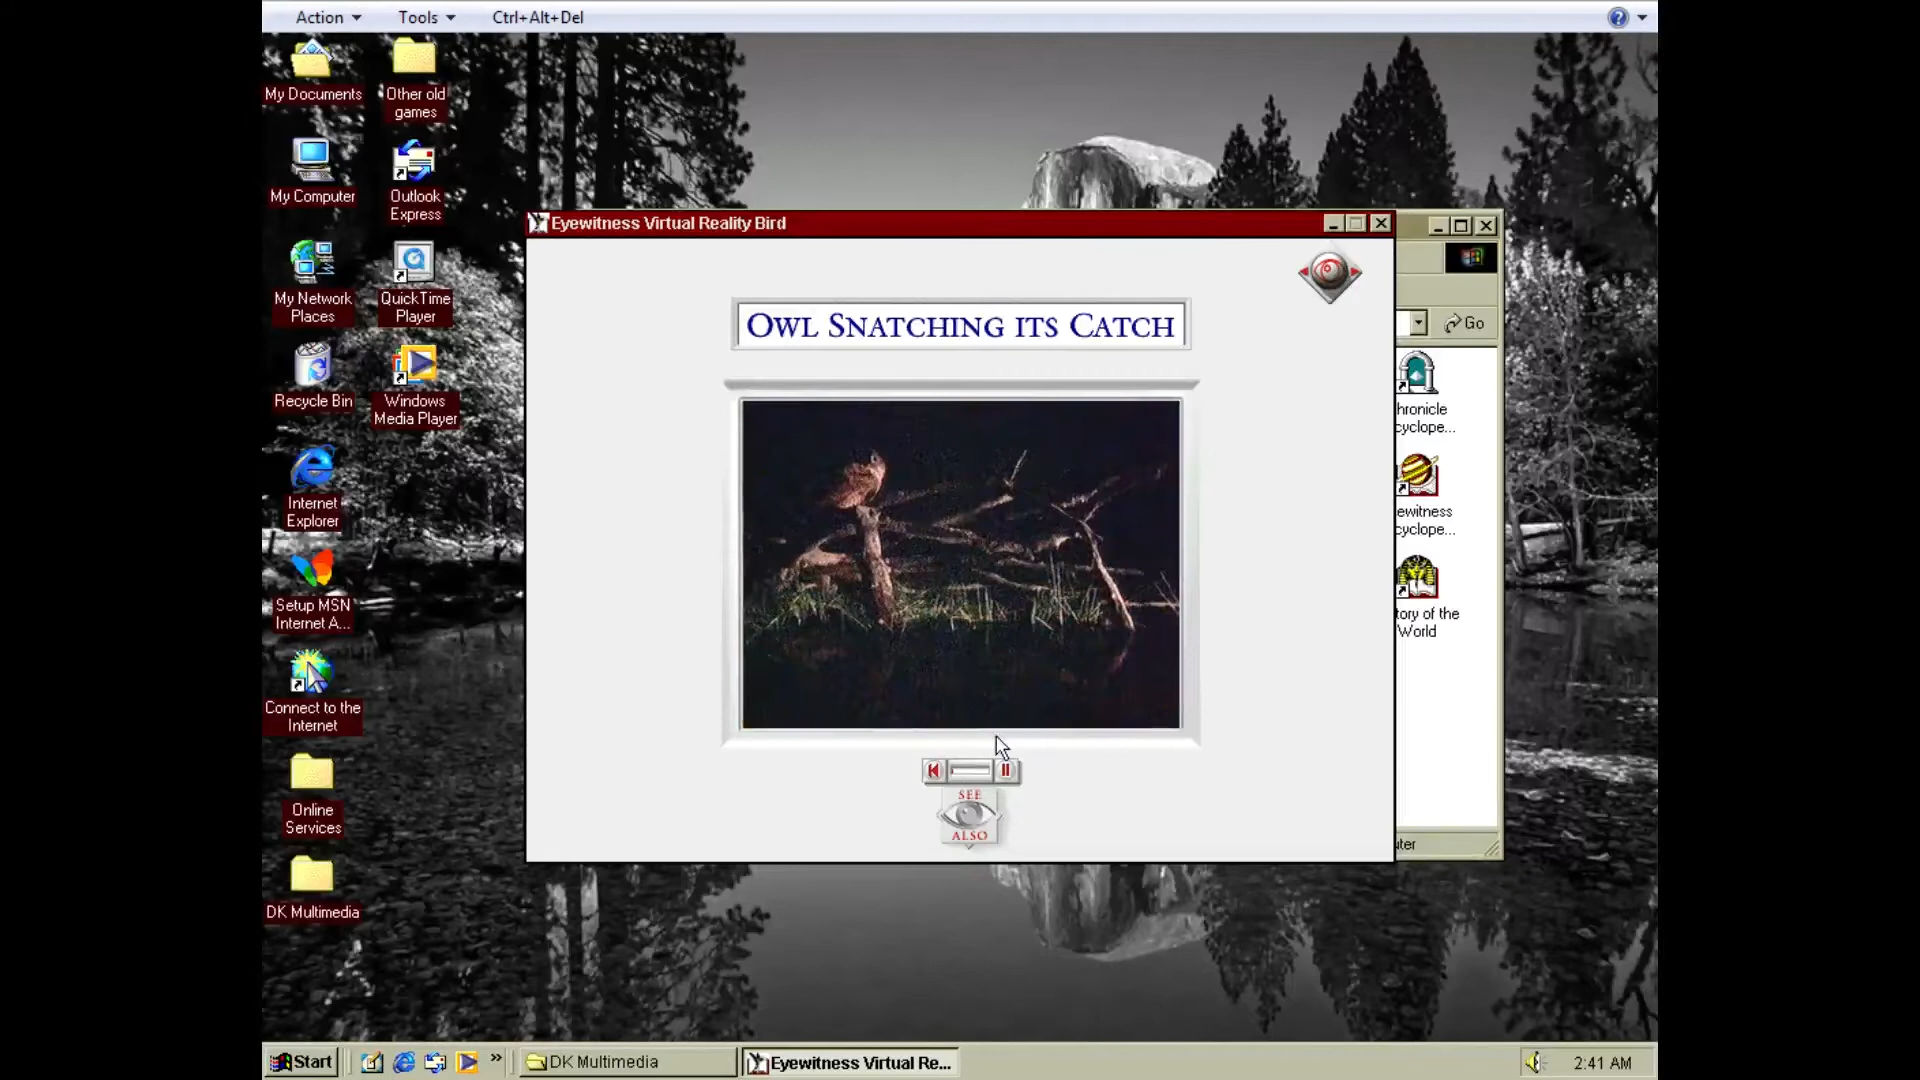 Action
Tools
Ctrl+Alt+Del
My Documents
Other old
games
My Computer
Outlook
Express
My Network
Places
QuickTime
Player
Recycle Bin
Windows
Media Player
Internet
Explorer
Setup MSN
Internet A...
Connect to the
Internet
Online
Services
DK Multimedia
Eyewitness Virtual Reality Bird
OWL SNATCHING ITS CATCH
SEE
ALSO
Go
hronicle
cyclope...
ewitness
cyclope...
tory of the
World
uter
Start
DK Multimedia
Eyewitness Virtual Re...
2:41 AM